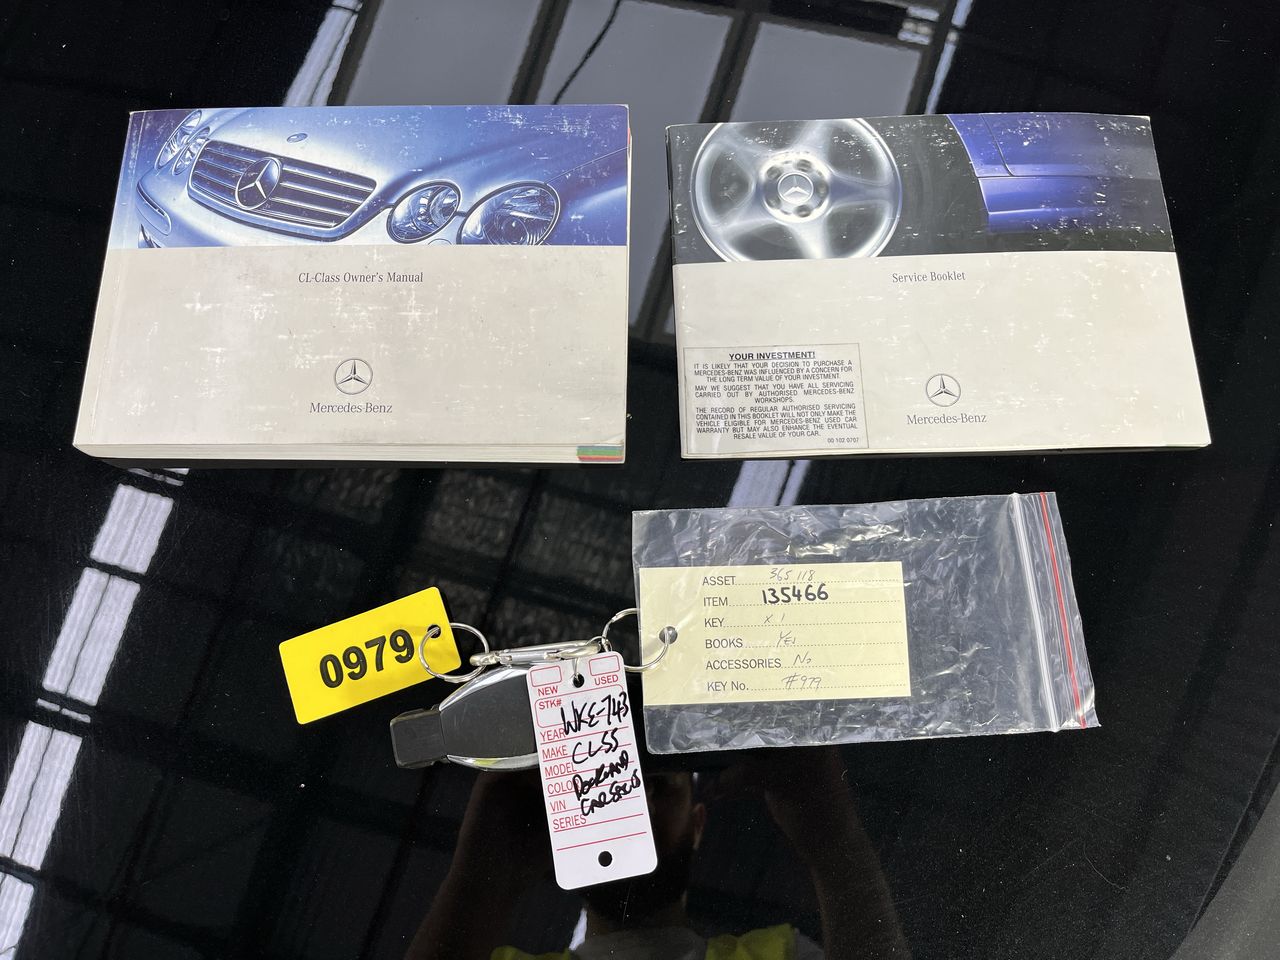 CL-Class Owner's Manual
Mercedes-Benz
Service Booklet
YOUR INVESTMENT!
IT IS LIKELY THAT YOUR DECISION TO PURCHASE A
MERCEDES-BENZ WAS INFLUENCED BY A CONCERN FOR
THE LONG TERM VALUE OF YOUR INVESTMENT.
MAY WE SUGGEST THAT YOU HAVE ALL SERVICING
CARRIED OUT BY AUTHORISED MERCEDES-BENZ
WORKSHOPS.
THE RECORD OF REGULAR AUTHORISED SERVICING
CONTAINED IN THIS BOOKLET WILL NOT ONLY MAKE THE
VEHICLE ELIGIBLE FOR MERCEDES-BENZ USED CAR
WARRANTY BUT MAY ALSO ENHANCE THE EVENTUAL
RESALE VALUE OF YOUR CAR.
00 102 0707
Mercedes-Benz
ASSET 365118
ITEM 135466
KEY x 1
BOOKS Yes
ACCESSORIES No
KEY No. #979
0979
NEW USED
STK#
WKE-743
YEAR
MAKE CL55
MODEL
COLO
VIN
SERIES